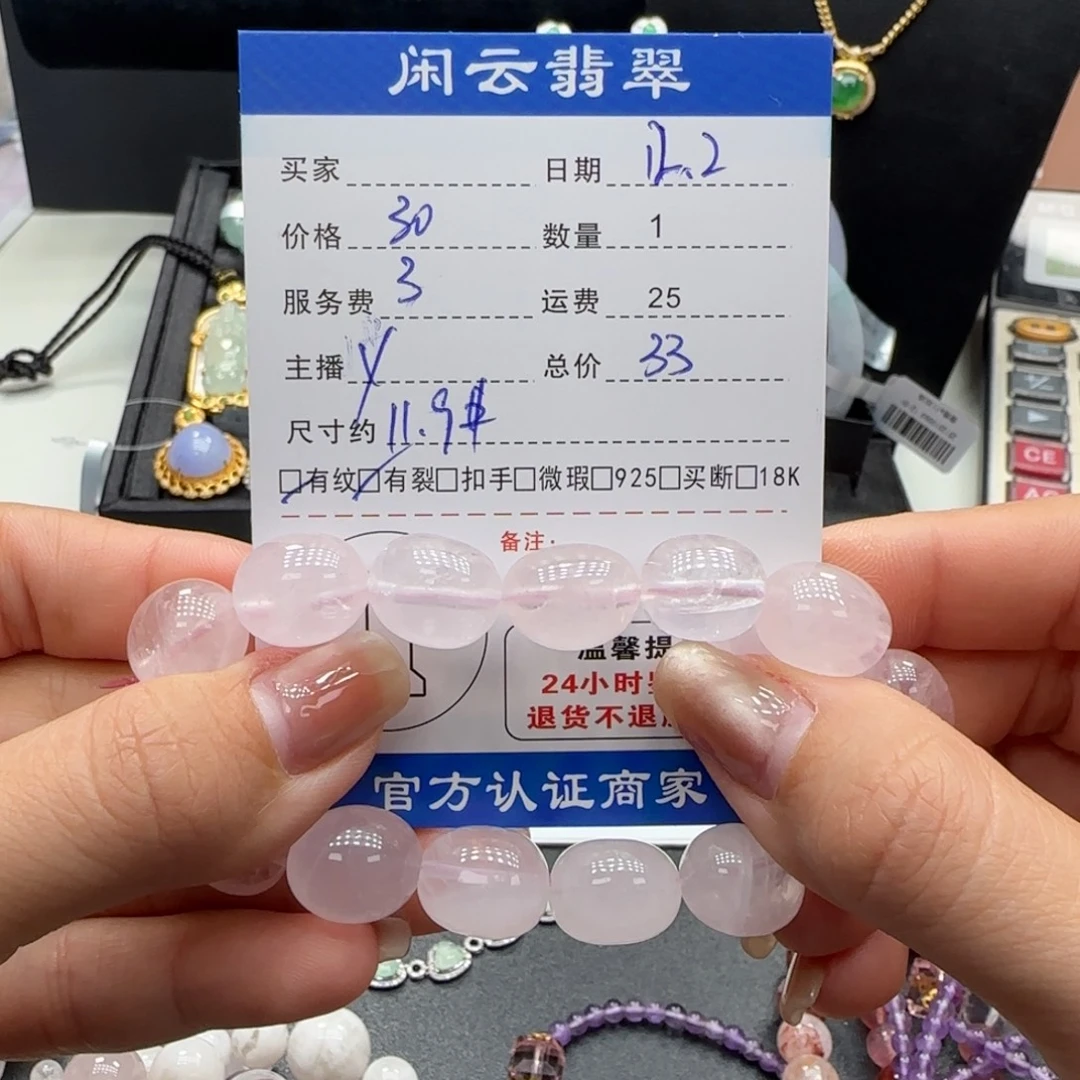 闲云翡翠
买家 日期 12.2
价格 30 数量 1
服务费 3 运费 25
主播 Y 总价 33
尺寸约 11.9
□有纹□有裂□扣手□微瑕□925□买断□18K
备注:
温馨提
24小时
退货不退
官方认证商家
CE